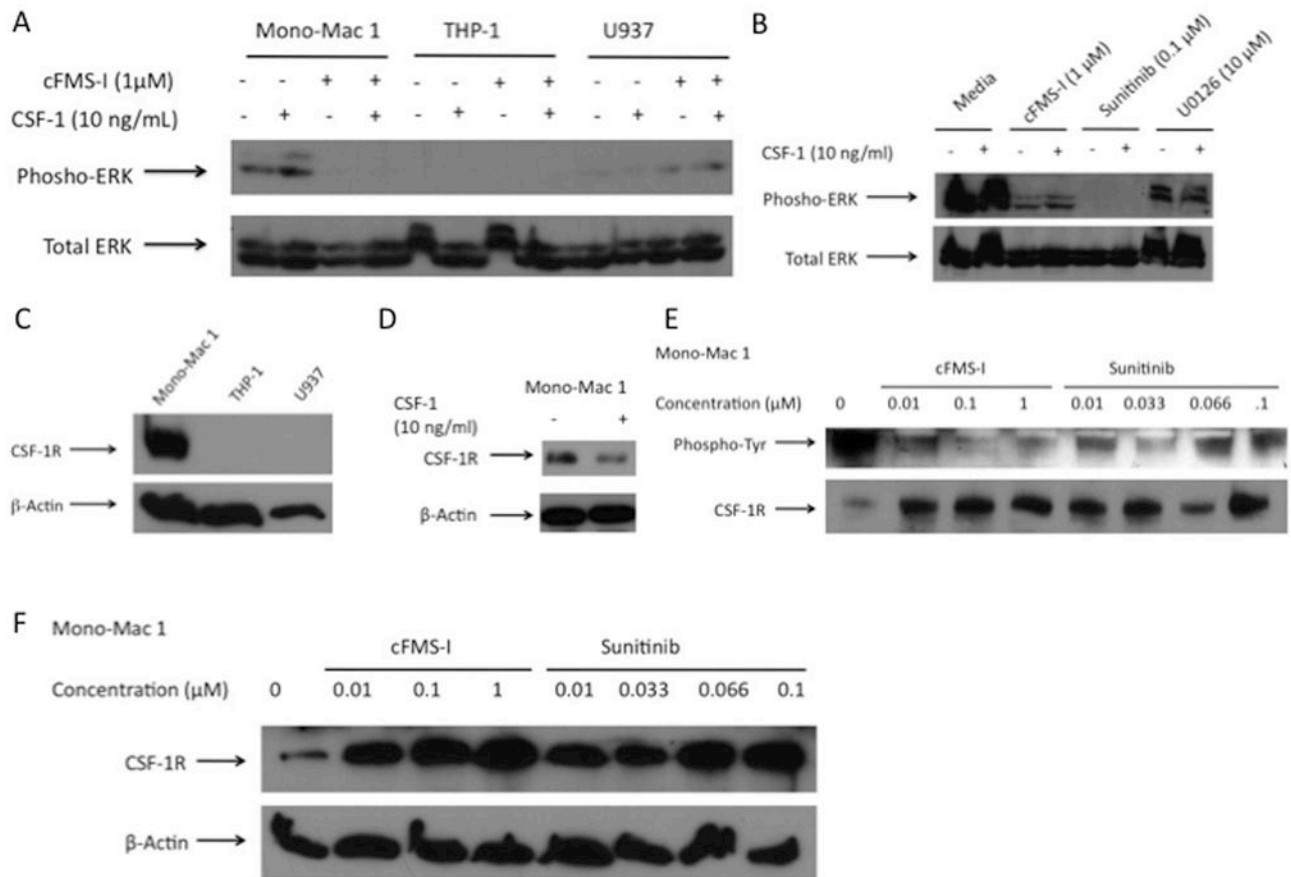 A
Mono-Mac 1 THP-1 U937
cFMS-I (1μM) - - + + - - + + - - + +
CSF-1 (10 ng/mL) - + - + - + - + - + - +
Phosho-ERK
Total ERK
B
Media cFMS-I (1 μM) Sunitinib (0.1 μM) U0126 (10 μM)
CSF-1 (10 ng/ml) - + - + - + - +
Phosho-ERK
Total ERK
C
Mono-Mac 1 THP-1 U937
CSF-1R
β-Actin
D
Mono-Mac 1
CSF-1
(10 ng/ml) - +
CSF-1R
β-Actin
E
Mono-Mac 1
cFMS-I Sunitinib
Concentration (μM) 0 0.01 0.1 1 0.01 0.033 0.066 .1
Phospho-Tyr
CSF-1R
F
Mono-Mac 1
cFMS-I Sunitinib
Concentration (μM) 0 0.01 0.1 1 0.01 0.033 0.066 0.1
CSF-1R
β-Actin